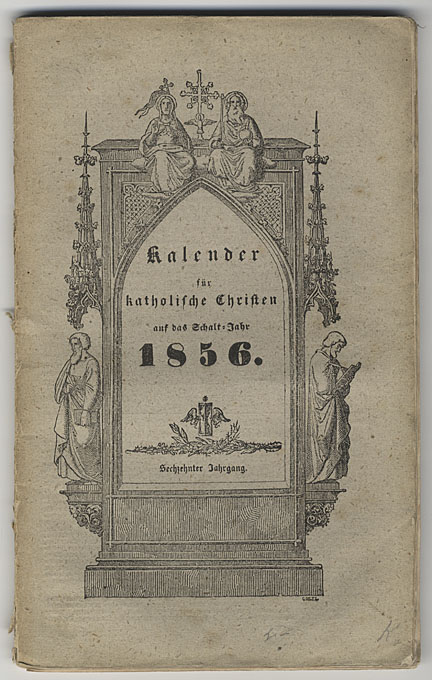 Kalender
für
katholische Christen
auf das Schalt-Jahr
1856.
Sechzehnter Jahrgang.